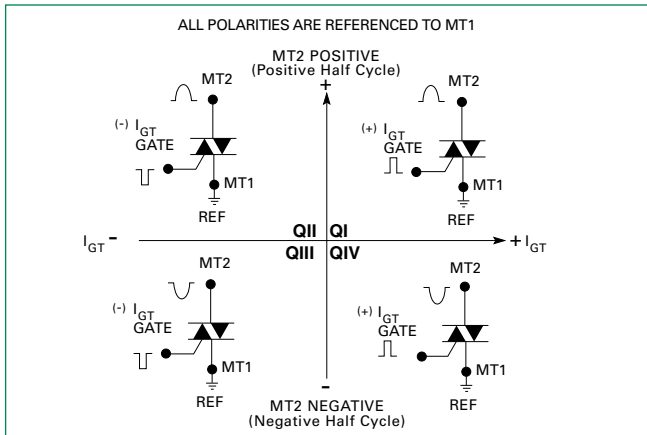 ALL POLARITIES ARE REFERENCED TO MT1
MT2 POSITIVE
(Positive Half Cycle)
+
MT2
(-) IGT
GATE
MT1
REF
MT2
(+) IGT
GATE
MT1
REF
QII QI
IGT -
+ IGT
QIII QIV
MT2
(-) IGT
GATE
MT1
REF
MT2
(+) IGT
GATE
MT1
REF
-
MT2 NEGATIVE
(Negative Half Cycle)